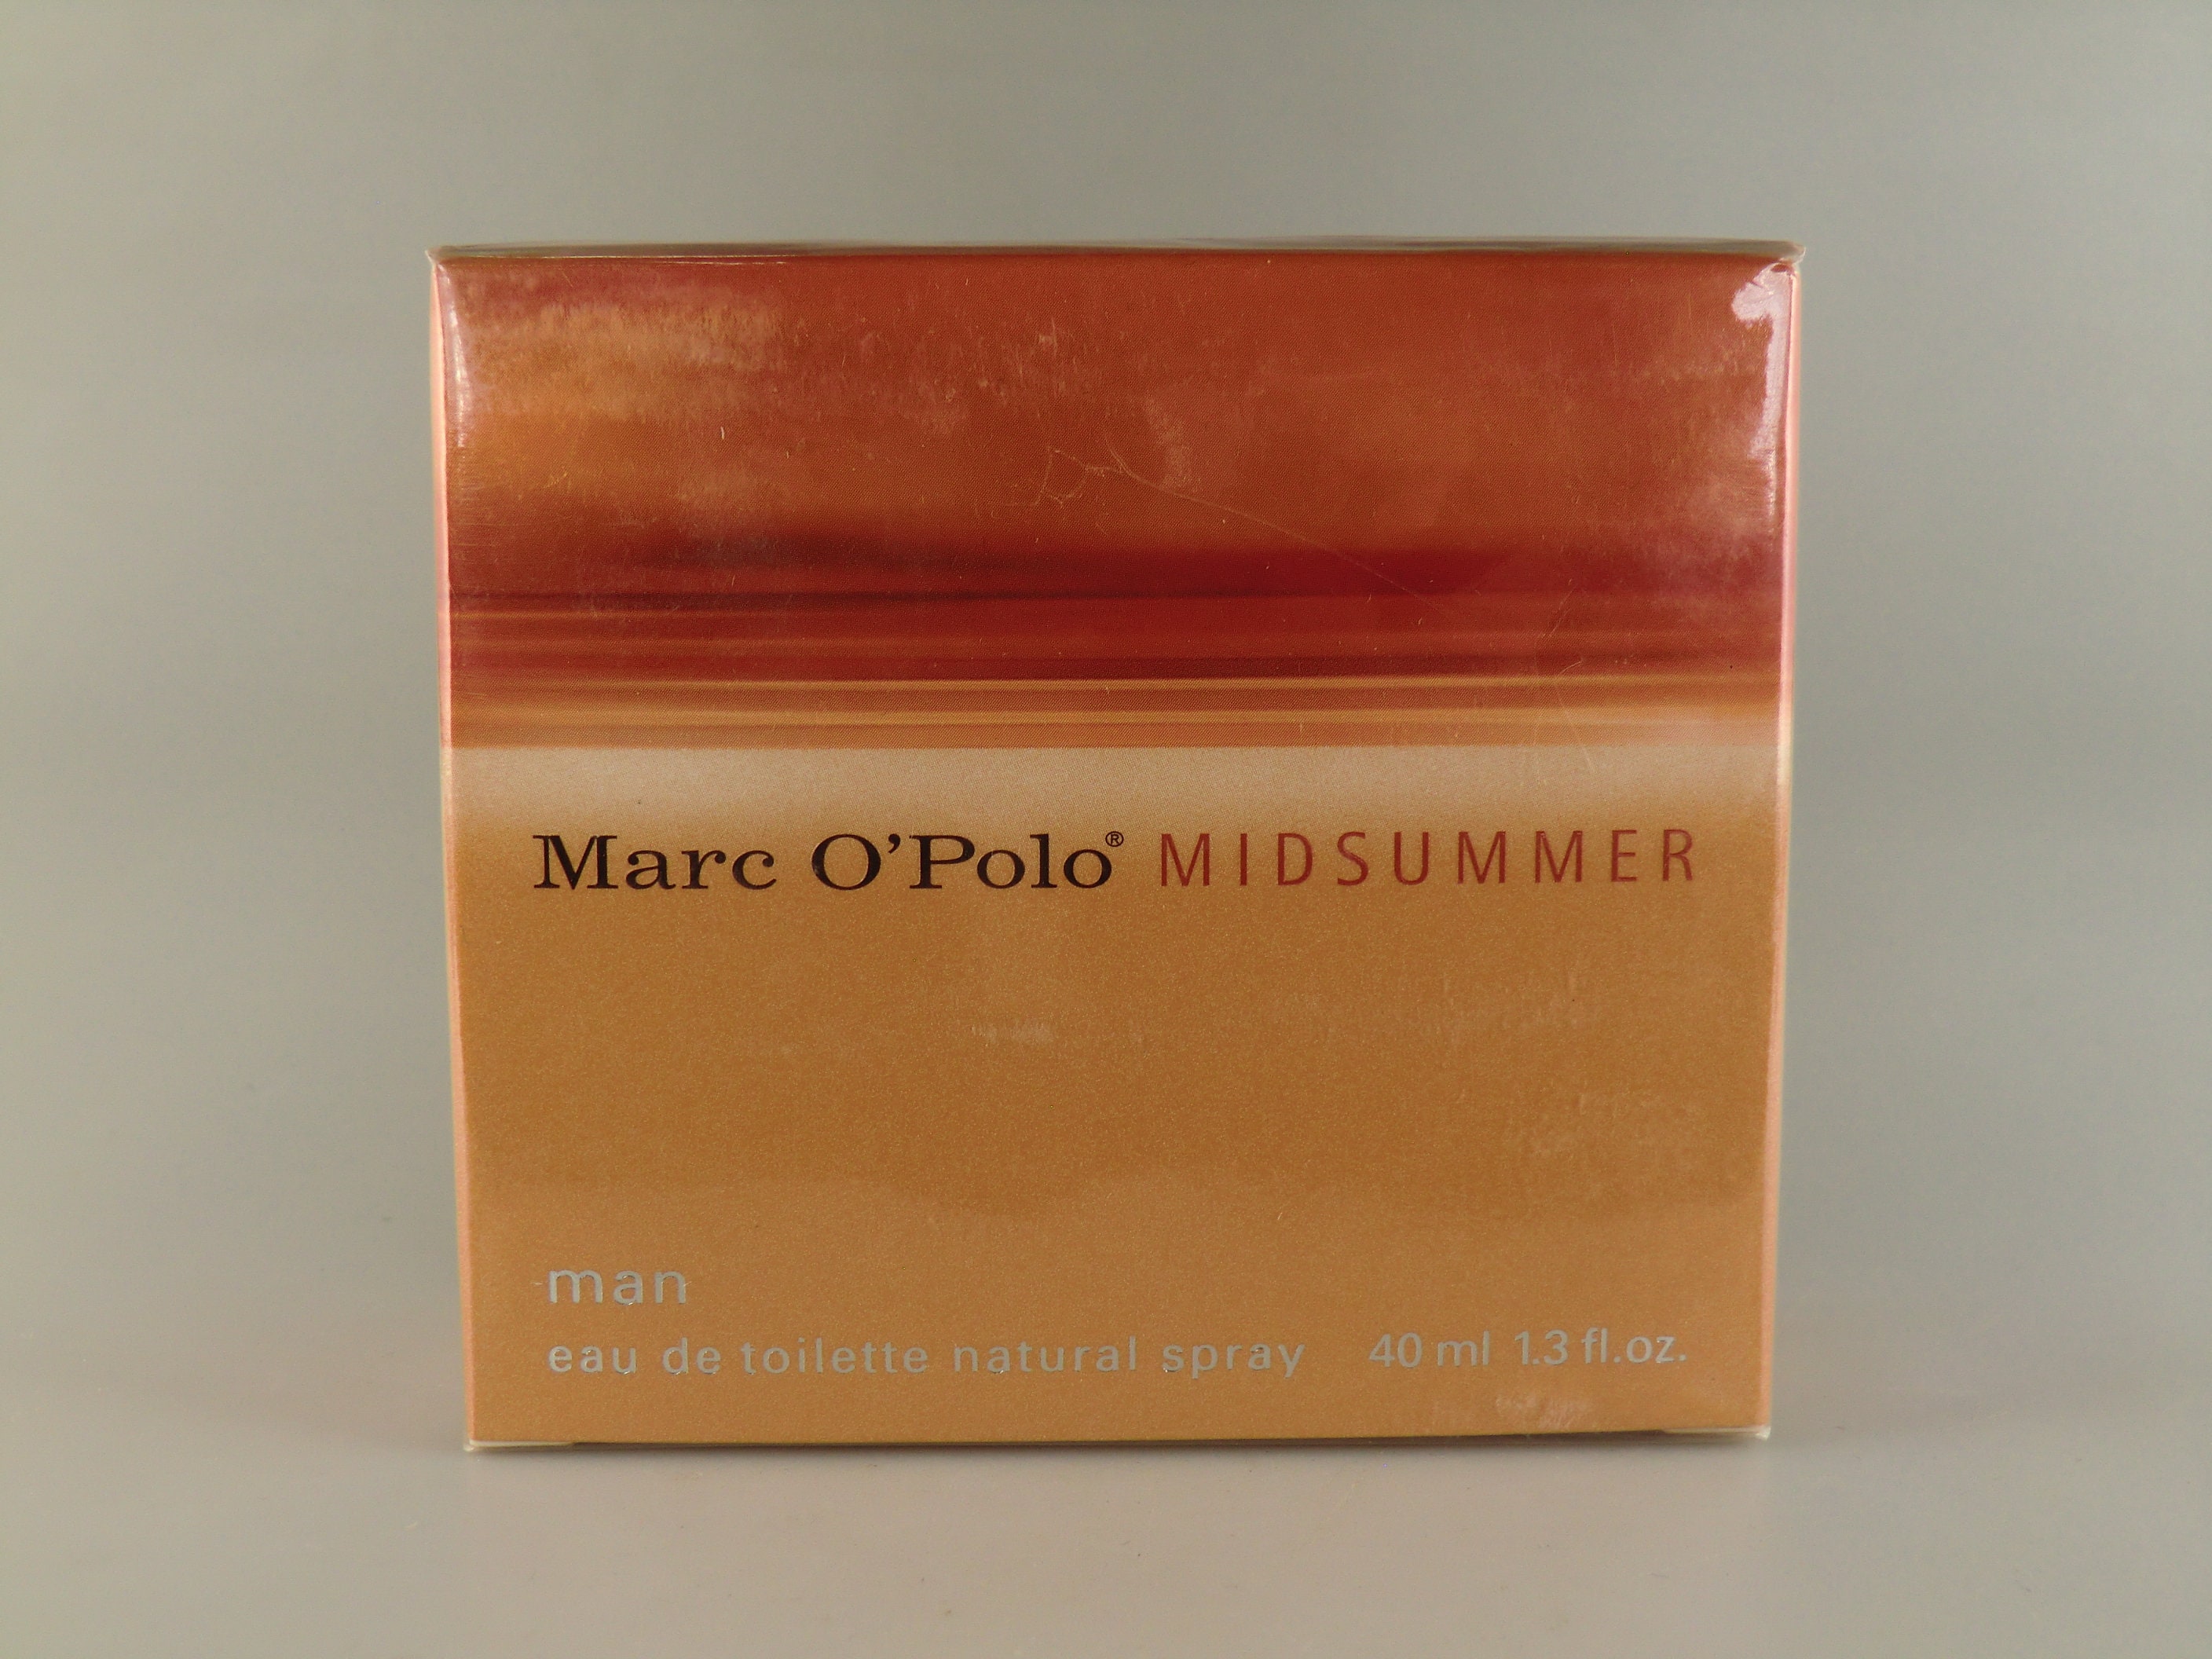 Marc O'Polo® MIDSUMMER
man
eau de toilette natural spray 40 ml 1.3 fl.oz.